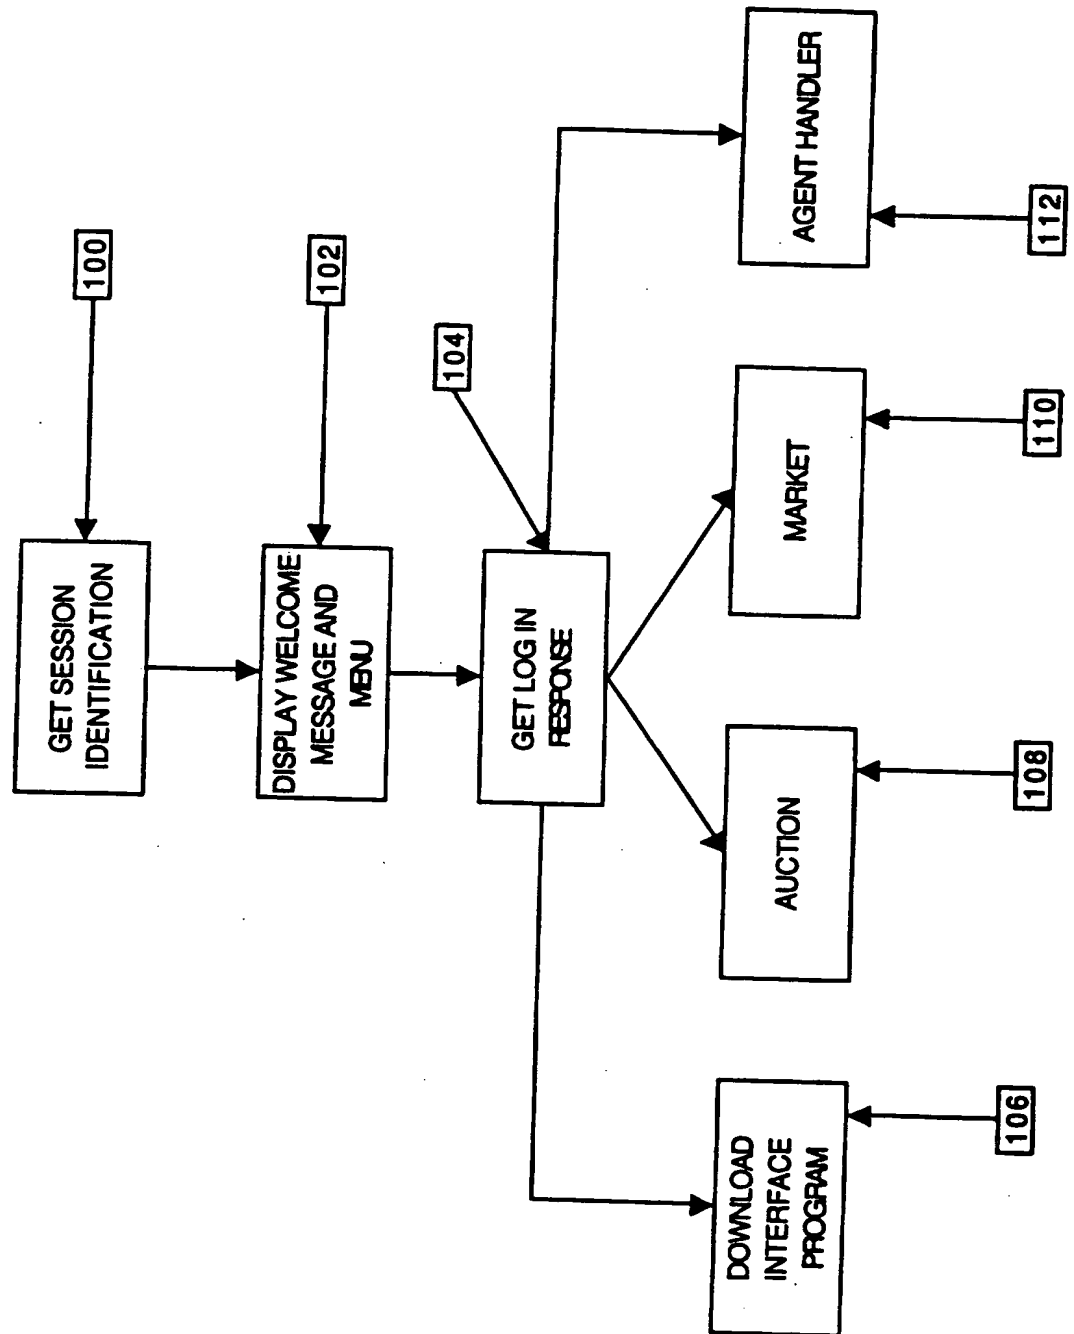 GET SESSION
IDENTIFICATION
100
DISPLAY WELCOME
MESSAGE AND
MENU
102
GET LOG IN
RESPONSE
104
DOWNLOAD
INTERFACE
PROGRAM
106
AUCTION
108
MARKET
110
AGENT HANDLER
112